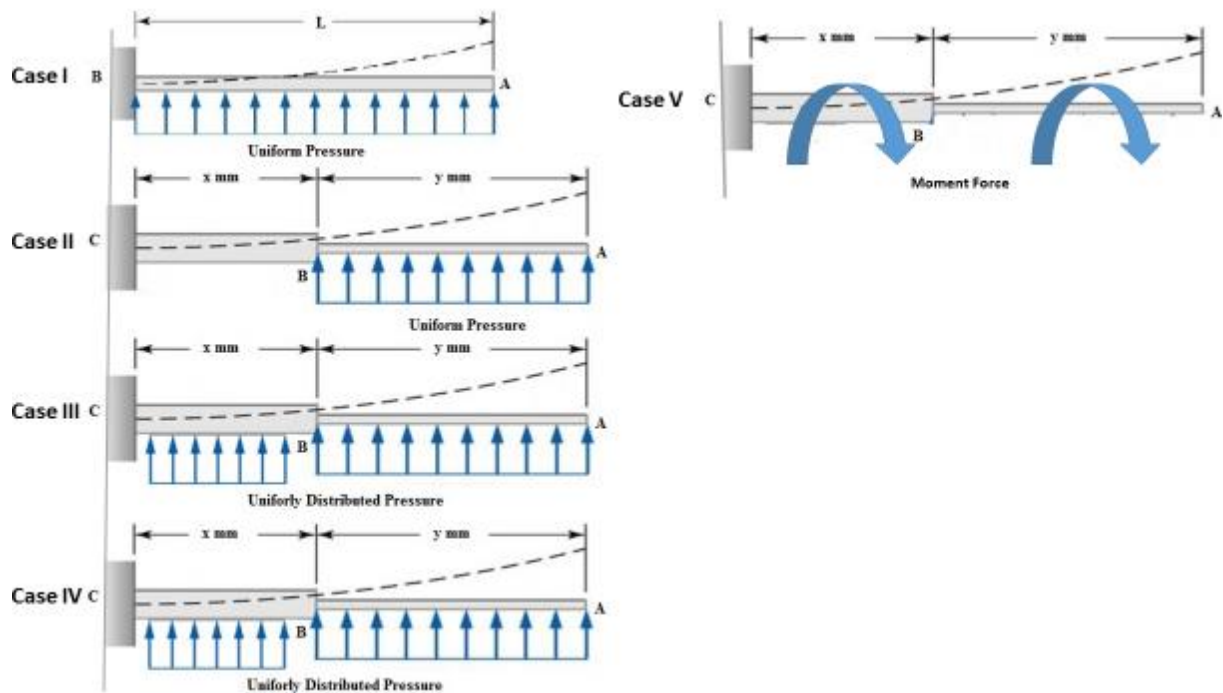 L
Case I B A
Uniform Pressure
x mm y mm
Case II C B A
Uniform Pressure
x mm y mm
Case III C B A
Uniforly Distributed Pressure
x mm y mm
Case IV C B A
Uniforly Distributed Pressure
x mm y mm
Case V C B A
Moment Force